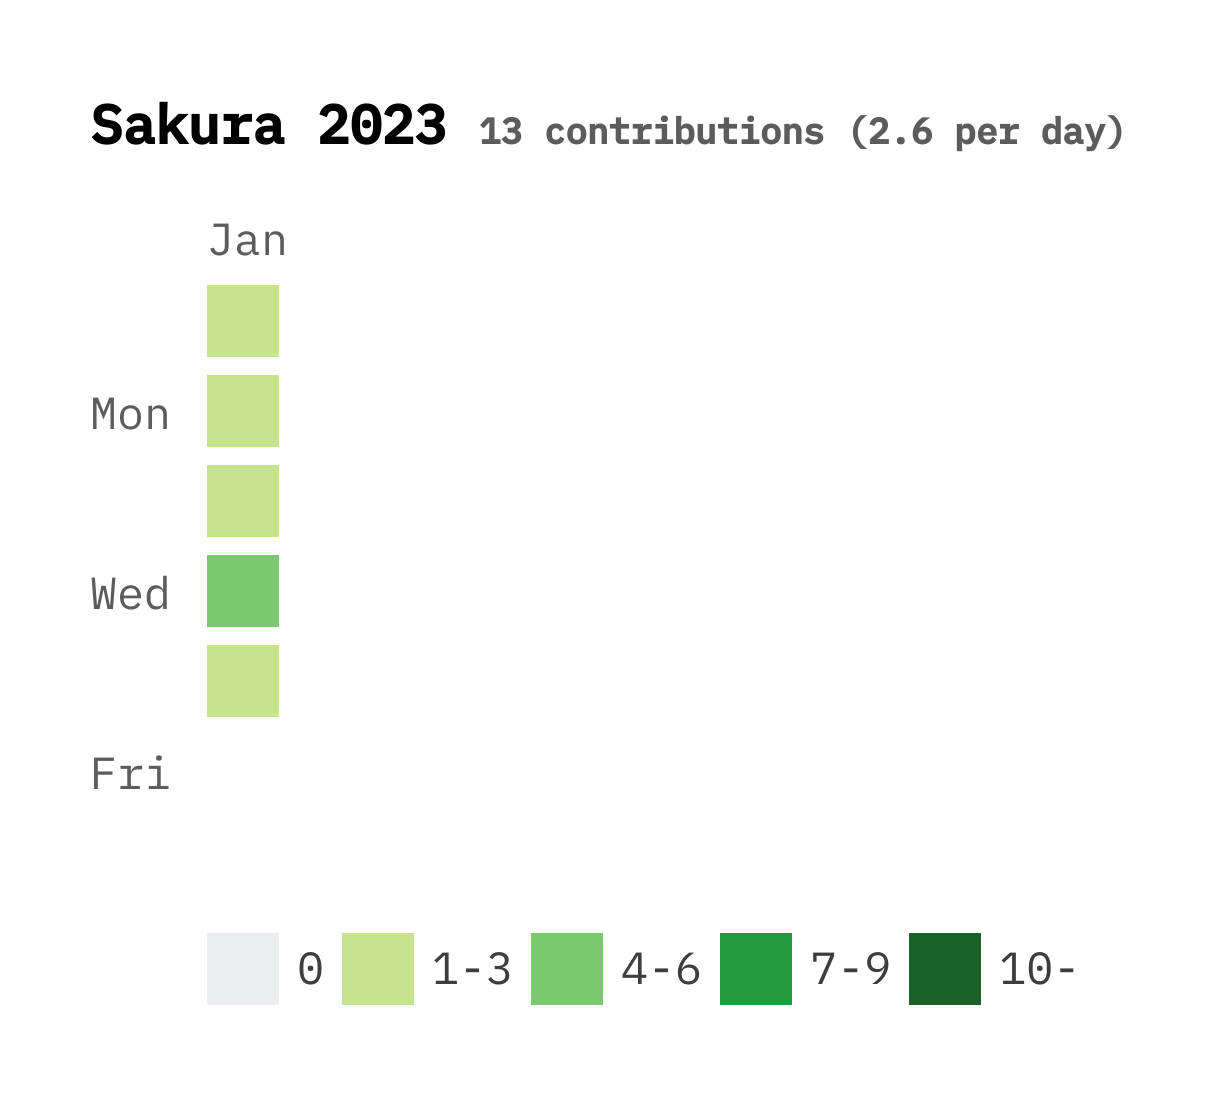 Sakura 2023 13 contributions (2.6 per day)
Jan
Mon
Wed
Fri
0 1-3 4-6 7-9 10-